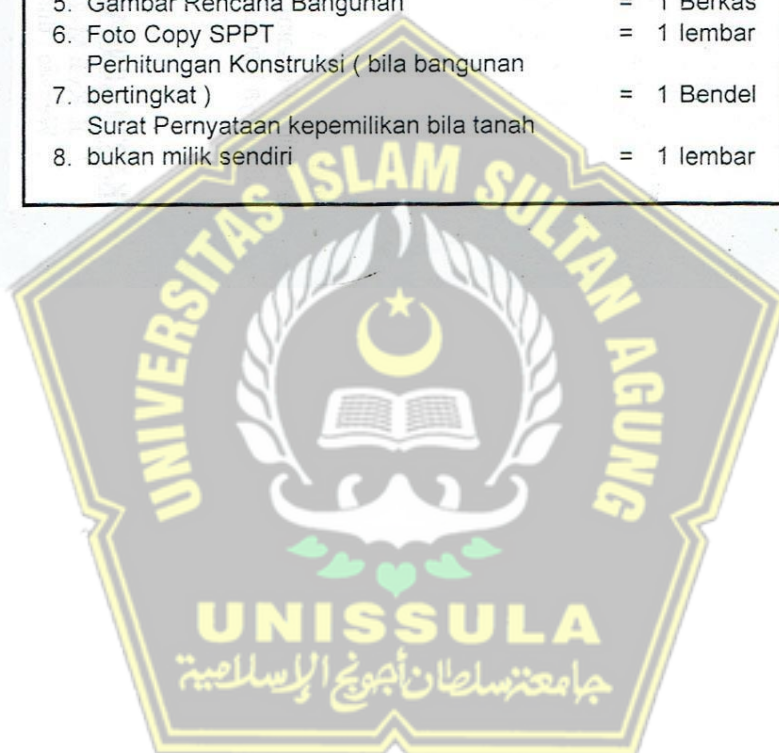 5. Gambar Rencana Bangunan = 1 Berkas
6. Foto Copy SPPT = 1 lembar
Perhitungan Konstruksi ( bila bangunan
7. bertingkat ) = 1 Bendel
Surat Pernyataan kepemilikan bila tanah
8. bukan milik sendiri = 1 lembar
UNIVERSITAS ISLAM SULTAN AGUNG
UNISSULA
جامعة سلطان أجونج الإسلامية